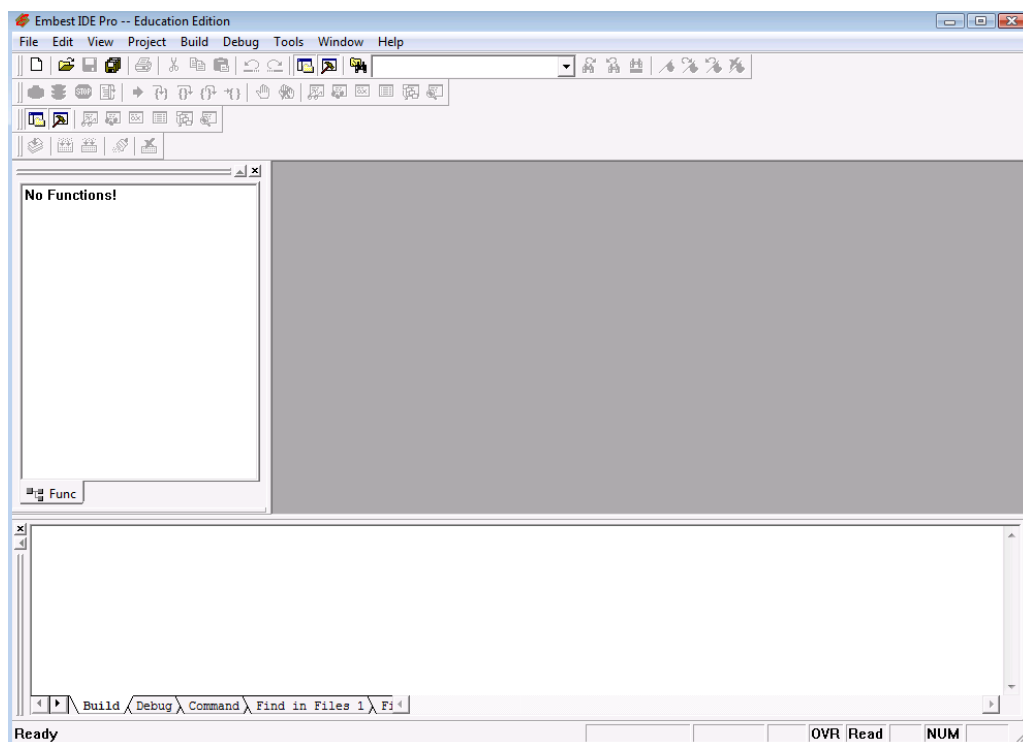 Embest IDE Pro -- Education Edition
File Edit View Project Build Debug Tools Window Help
No Functions!
Func
Build Debug Command Find in Files 1 Fi
Ready OVR Read NUM